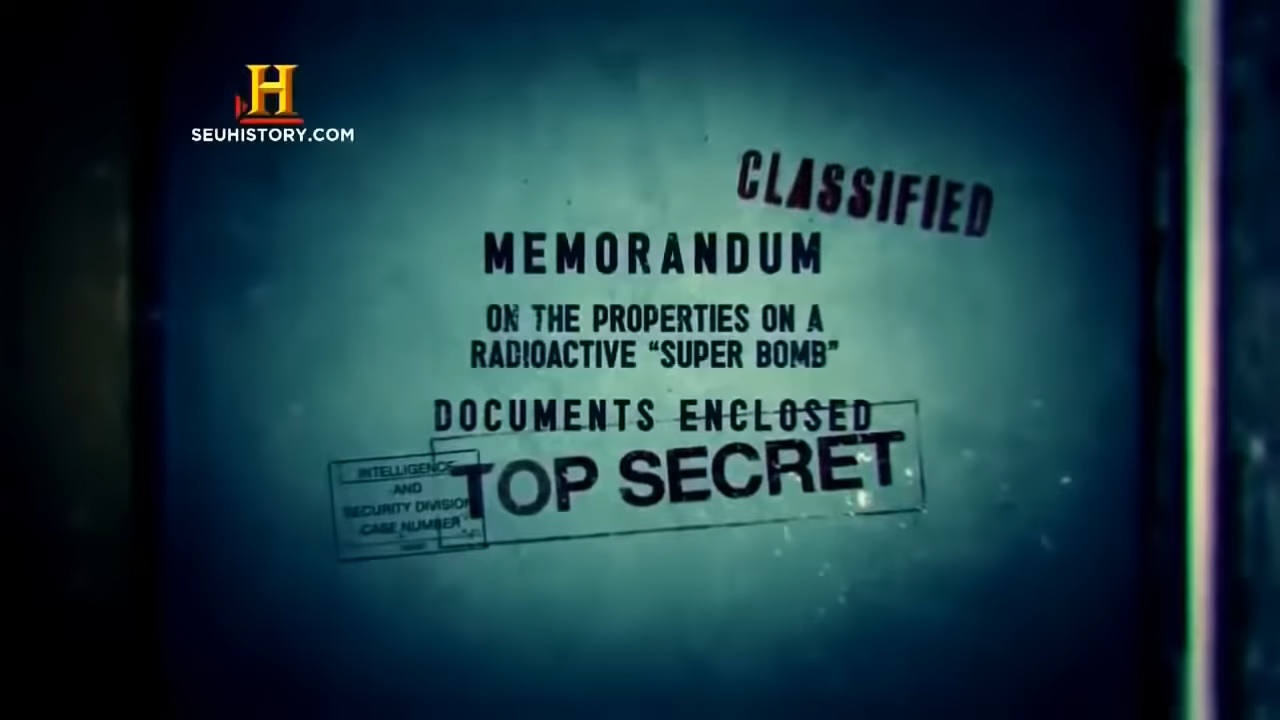 H
SEUHISTORY.COM
CLASSIFIED
MEMORANDUM
ON THE PROPERTIES ON A
RADIOACTIVE “SUPER BOMB”
DOCUMENTS ENCLOSED
TOP SECRET
INTELLIGENCE
AND
SECURITY DIVISION
CASE NUMBER